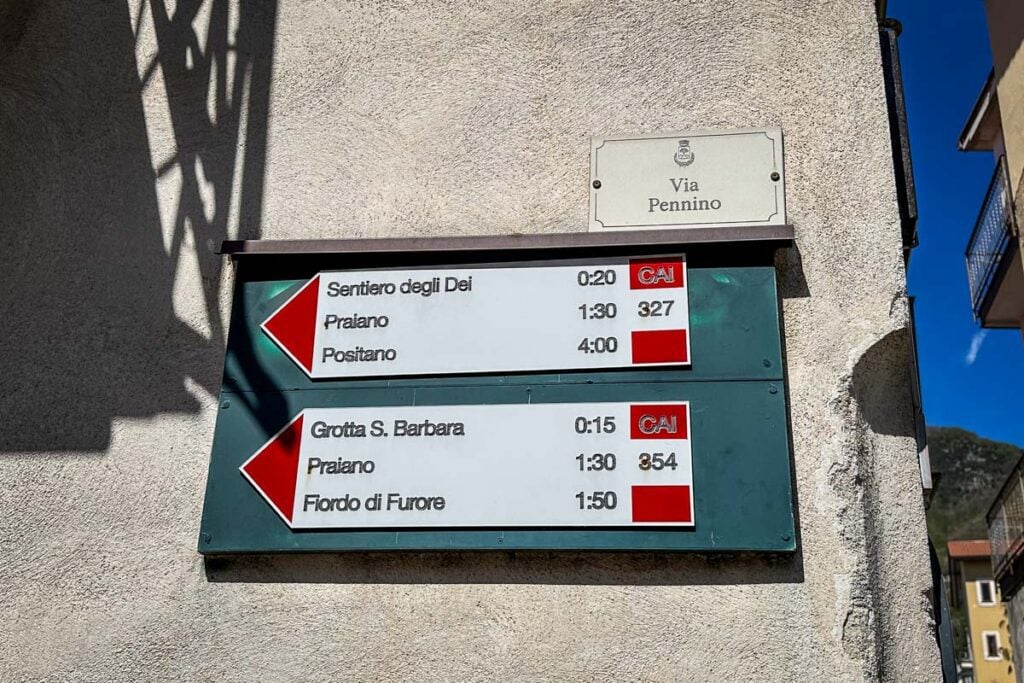 Via
Pennino
Sentiero degli Dei 0:20 CAI
Praiano 1:30 327
Positano 4:00
Grotta S. Barbara 0:15 CAI
Praiano 1:30 354
Fiordo di Furore 1:50